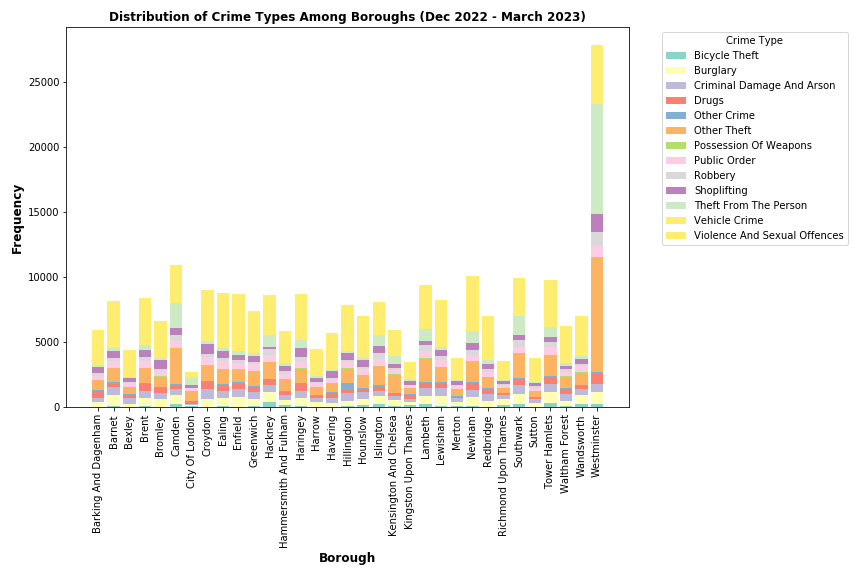 Distribution of Crime Types Among Boroughs (Dec 2022 - March 2023)
Crime Type
Bicycle Theft
Burglary
Criminal Damage And Arson
Drugs
Other Crime
Other Theft
Possession Of Weapons
Public Order
Robbery
Shoplifting
Theft From The Person
Vehicle Crime
Violence And Sexual Offences
Frequency
25000
20000
15000
10000
5000
0
Barking And Dagenham
Barnet
Bexley
Brent
Bromley
Camden
City Of London
Croydon
Ealing
Enfield
Greenwich
Hackney
Hammersmith And Fulham
Haringey
Harrow
Havering
Hillingdon
Hounslow
Islington
Kensington And Chelsea
Kingston Upon Thames
Lambeth
Lewisham
Merton
Newham
Redbridge
Richmond Upon Thames
Southwark
Sutton
Tower Hamlets
Waltham Forest
Wandsworth
Westminster
Borough